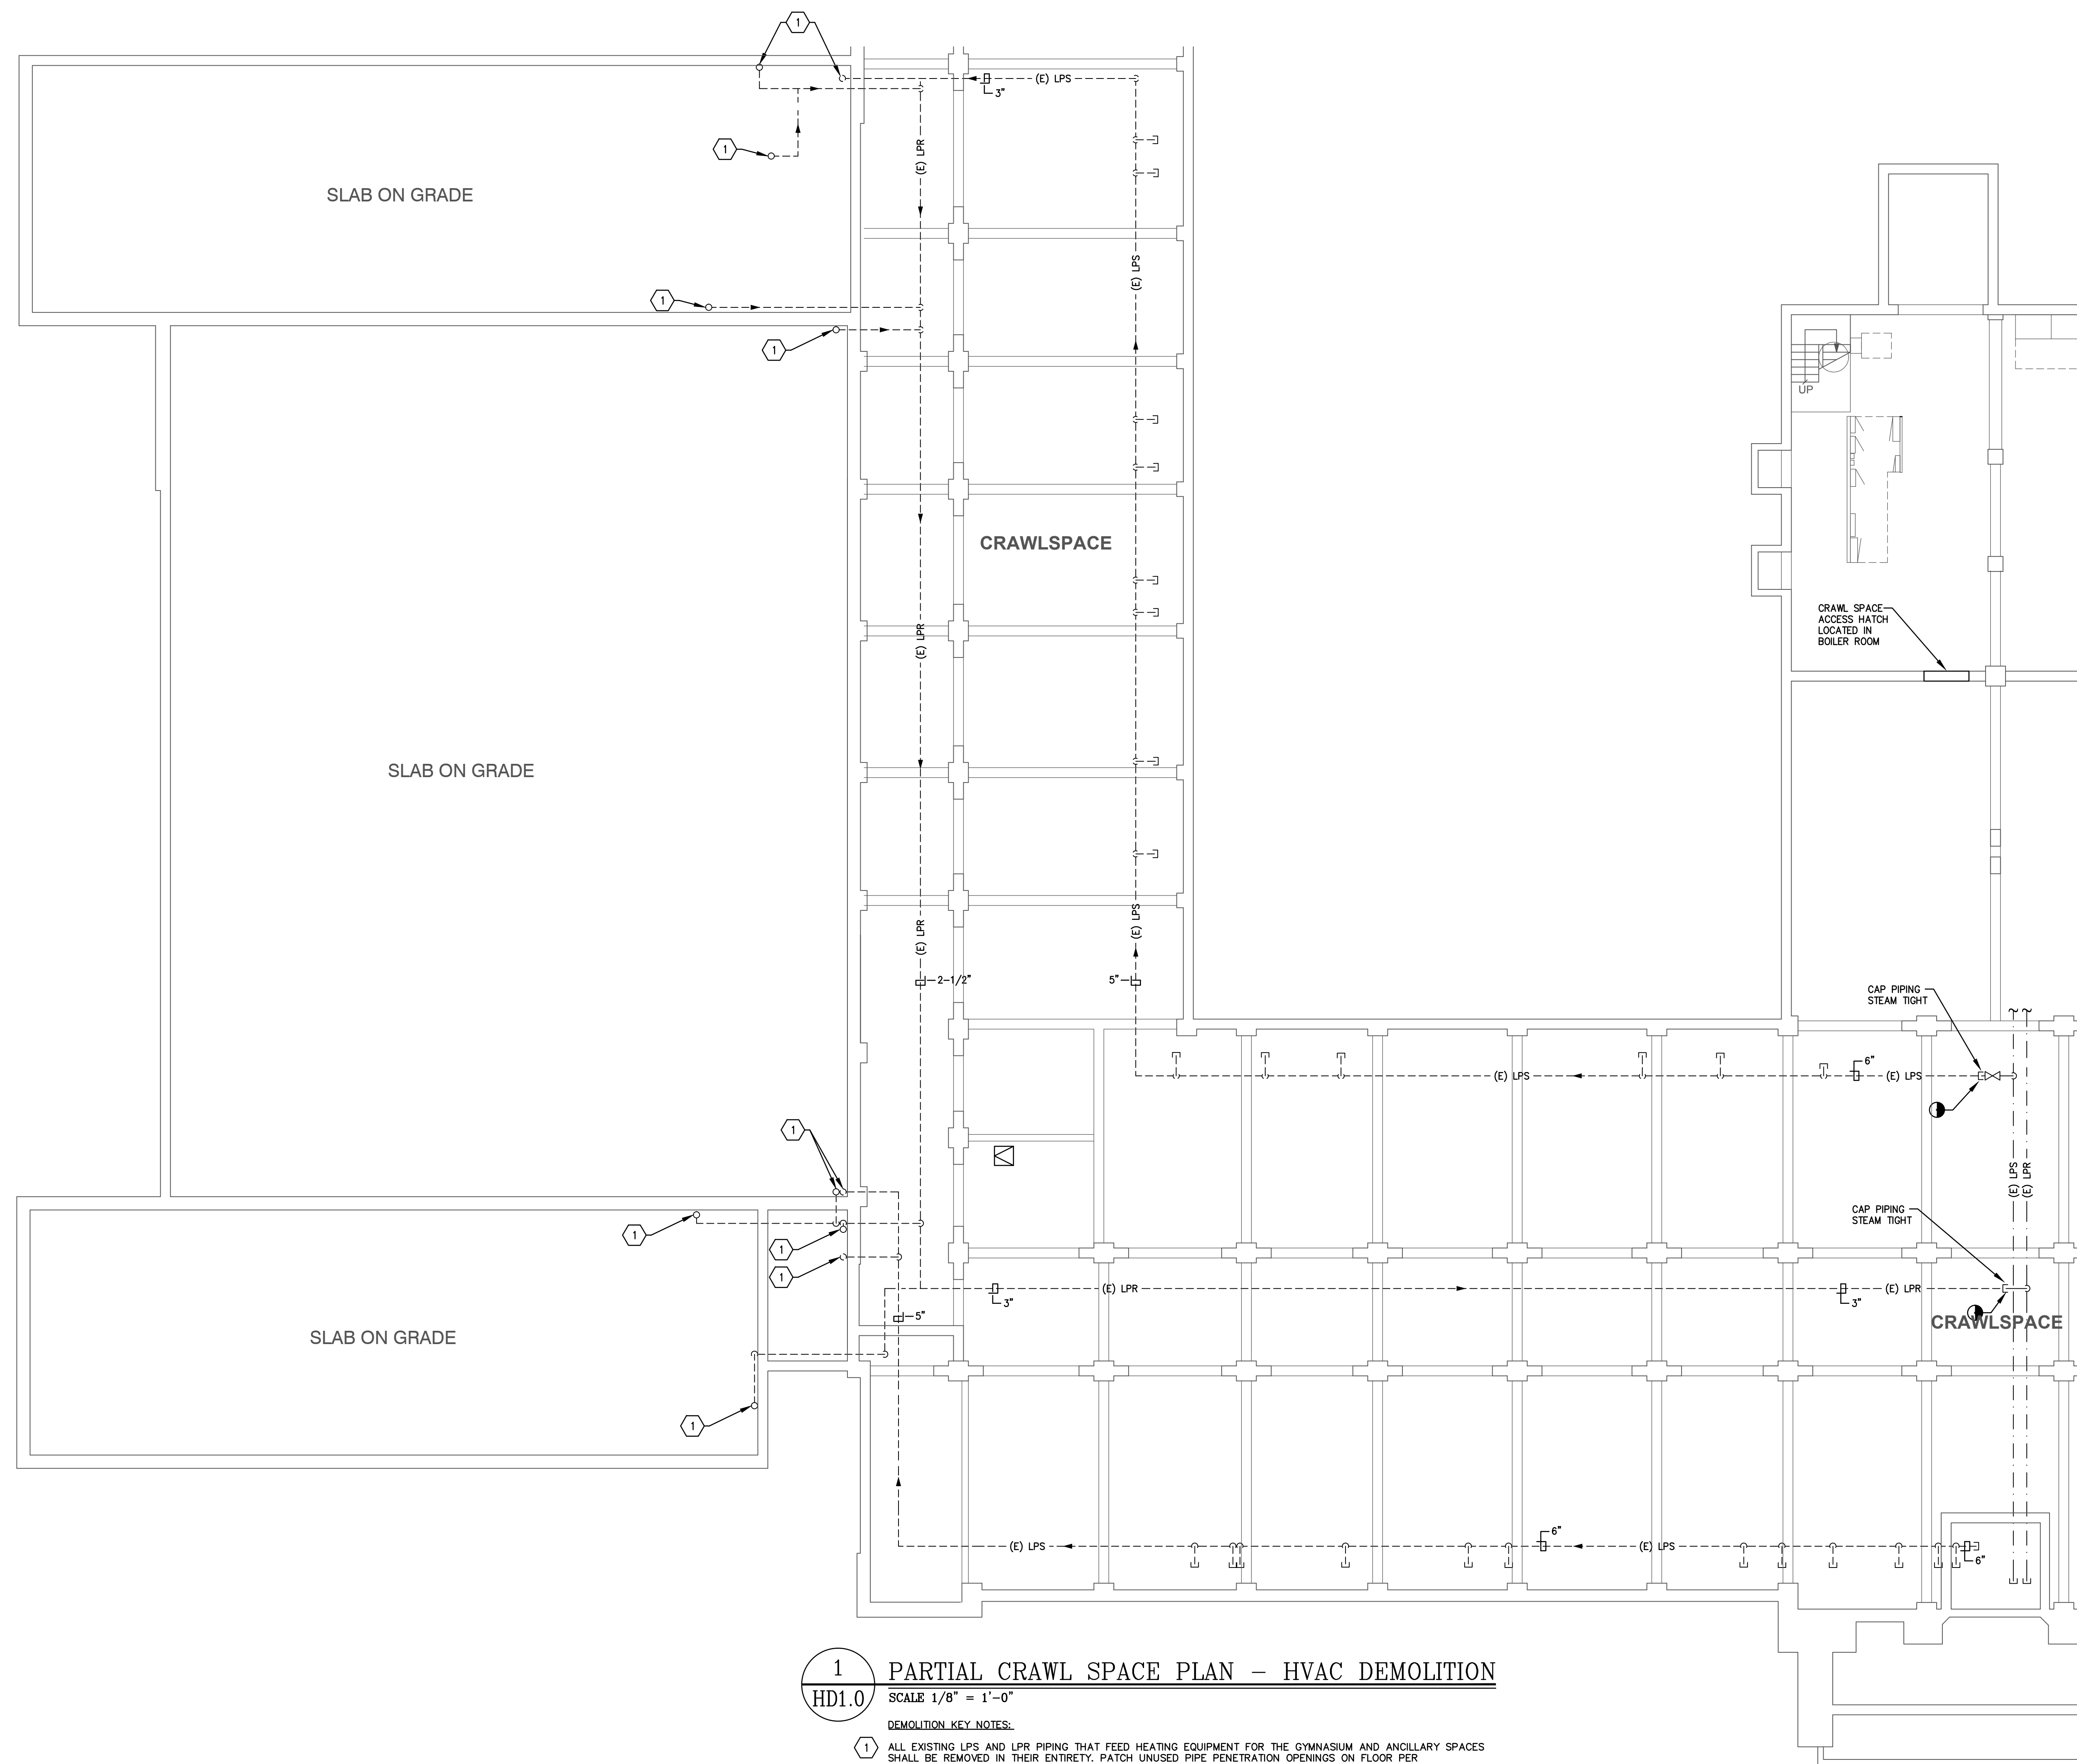 1
(E) LPS
3"
1
(E) LPR
SLAB ON GRADE
(E) LPS
1
1
UP
CRAWLSPACE
CRAWL SPACE
ACCESS HATCH
LOCATED IN
BOILER ROOM
(E) LPR
SLAB ON GRADE
(E) LPS
(E) LPR
2-1/2"
5"
CAP PIPING
STEAM TIGHT
6"
(E) LPS
(E) LPS
1
(E) LPS
(E) LPR
CAP PIPING
STEAM TIGHT
1
1
1
(E) LPR
(E) LPR
3"
3"
5"
CRAWLSPACE
SLAB ON GRADE
1
6"
(E) LPS
(E) LPS
6"
1
HD1.0
PARTIAL CRAWL SPACE PLAN - HVAC DEMOLITION
SCALE 1/8" = 1'-0"
DEMOLITION KEY NOTES:
1 ALL EXISTING LPS AND LPR PIPING THAT FEED HEATING EQUIPMENT FOR THE GYMNASIUM AND ANCILLARY SPACES
SHALL BE REMOVED IN THEIR ENTIRETY. PATCH UNUSED PIPE PENETRATION OPENINGS ON FLOOR PER